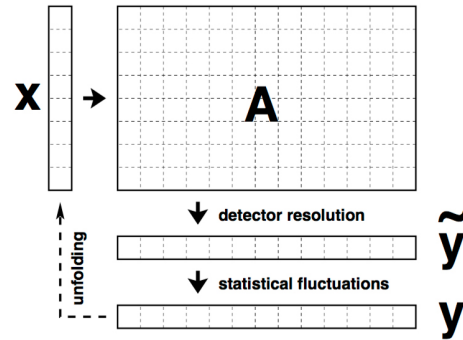 x
A
detector resolution
ỹ
statistical fluctuations
unfolding
y